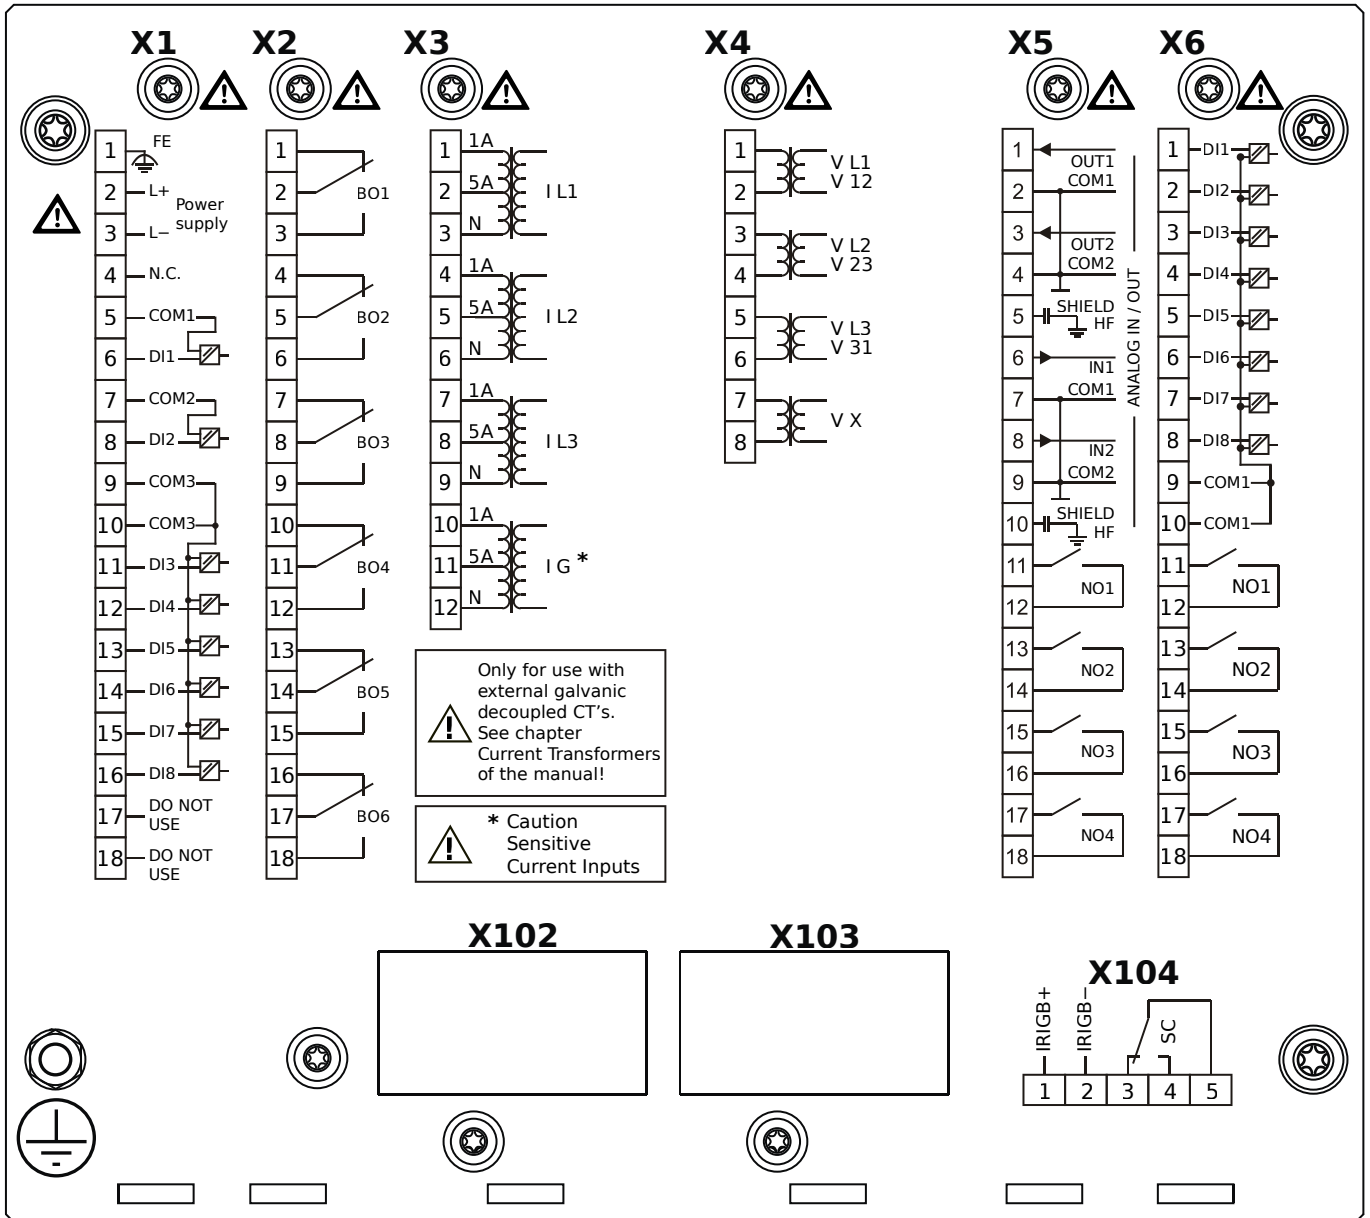 X1
1 FE
2 L+
Power
supply
3 L−
4 N.C.
5 COM1
6 DI1
7 COM2
8 DI2
9 COM3
10 COM3
11 DI3
12 DI4
13 DI5
14 DI6
15 DI7
16 DI8
17 DO NOT
USE
18 DO NOT
USE
X2
1
2 BO1
3
4
5 BO2
6
7
8 BO3
9
10
11 BO4
12
13
14 BO5
15
16
17 BO6
18
X3
1 1A
2 5A I L1
3 N
4 1A
5 5A I L2
6 N
7 1A
8 5A I L3
9 N
10 1A
11 5A I G *
12 N
Only for use with
external galvanic
decoupled CT's.
See chapter
Current Transformers
of the manual!
* Caution
Sensitive
Current Inputs
X4
1 V L1
2 V 12
3 V L2
4 V 23
5 V L3
6 V 31
7 V X
8
X5
1 OUT1
2 COM1
3 OUT2
4 COM2
5 SHIELD
HF
6 IN1
7 COM1
8 IN2
9 COM2
10 SHIELD
HF
ANALOG IN / OUT
11
NO1
12
13
NO2
14
15
NO3
16
17
NO4
18
X6
1 DI1
2 DI2
3 DI3
4 DI4
5 DI5
6 DI6
7 DI7
8 DI8
9 COM1
10 COM1
11
NO1
12
13
NO2
14
15
NO3
16
17
NO4
18
X102
X103
X104
IRIGB+
IRIGB−
SC
1 2 3 4 5